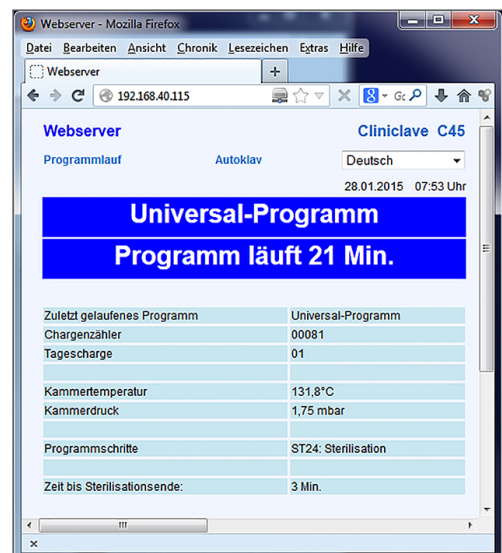 Webserver - Mozilla Firefox
Datei Bearbeiten Ansicht Chronik Lesezeichen Extras Hilfe
Webserver
192.168.40.115
Webserver Cliniclave C45
Programmlauf Autoklav Deutsch
28.01.2015 07:53 Uhr
Universal-Programm
Programm läuft 21 Min.
Zuletzt gelaufenes Programm Universal-Programm
Chargenzähler 00081
Tagescharge 01
Kammertemperatur 131,8°C
Kammerdruck 1,75 mbar
Programmschritte ST24: Sterilisation
Zeit bis Sterilisationsende: 3 Min.